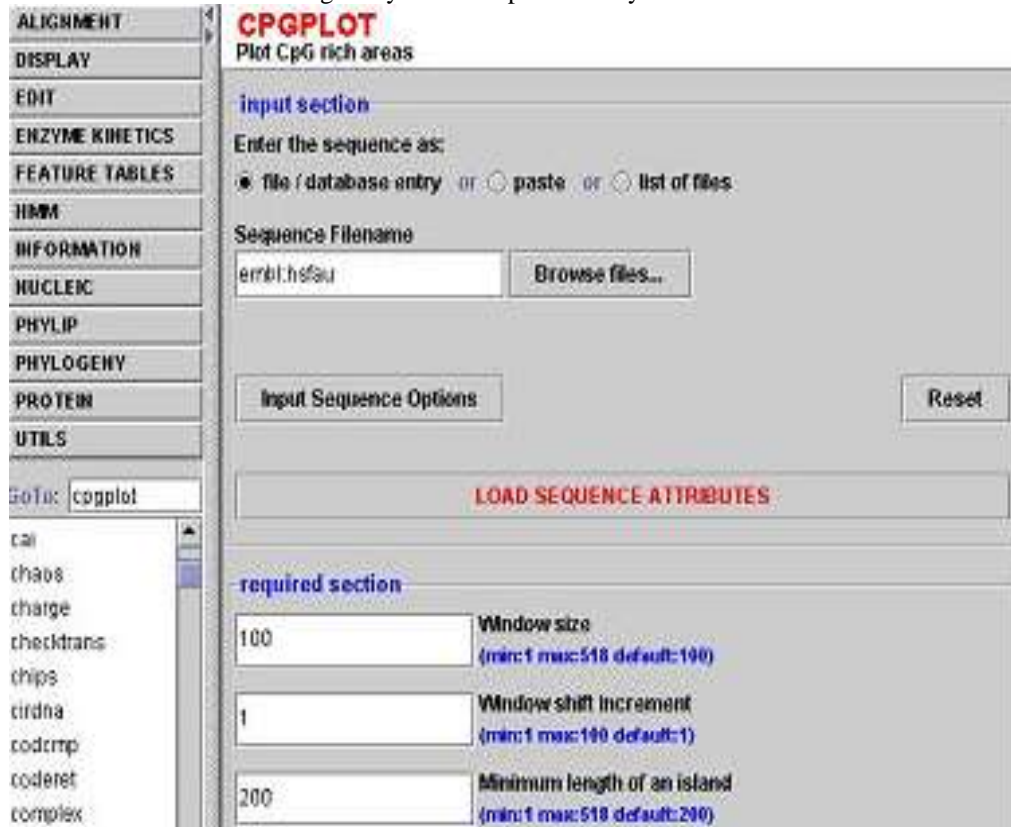 ALIGNMENT
DISPLAY
EDIT
ENZYME KINETICS
FEATURE TABLES
HMM
INFORMATION
NUCLEIC
PHYLIP
PHYLOGENY
PROTEIN
UTILS
GoTo: cpgplot
cai
chaos
charge
checktrans
chips
cirdna
codcmp
coderet
complex
CPGPLOT
Plot CpG rich areas
input section
Enter the sequence as:
file / database entry or paste or list of files
Sequence Filename
embl:hsfau Browse files...
Input Sequence Options Reset
LOAD SEQUENCE ATTRIBUTES
required section
100 Window size
(min:1 max:518 default:100)
1 Window shift increment
(min:1 max:100 default:1)
200 Minimum length of an island
(min:1 max:518 default:200)